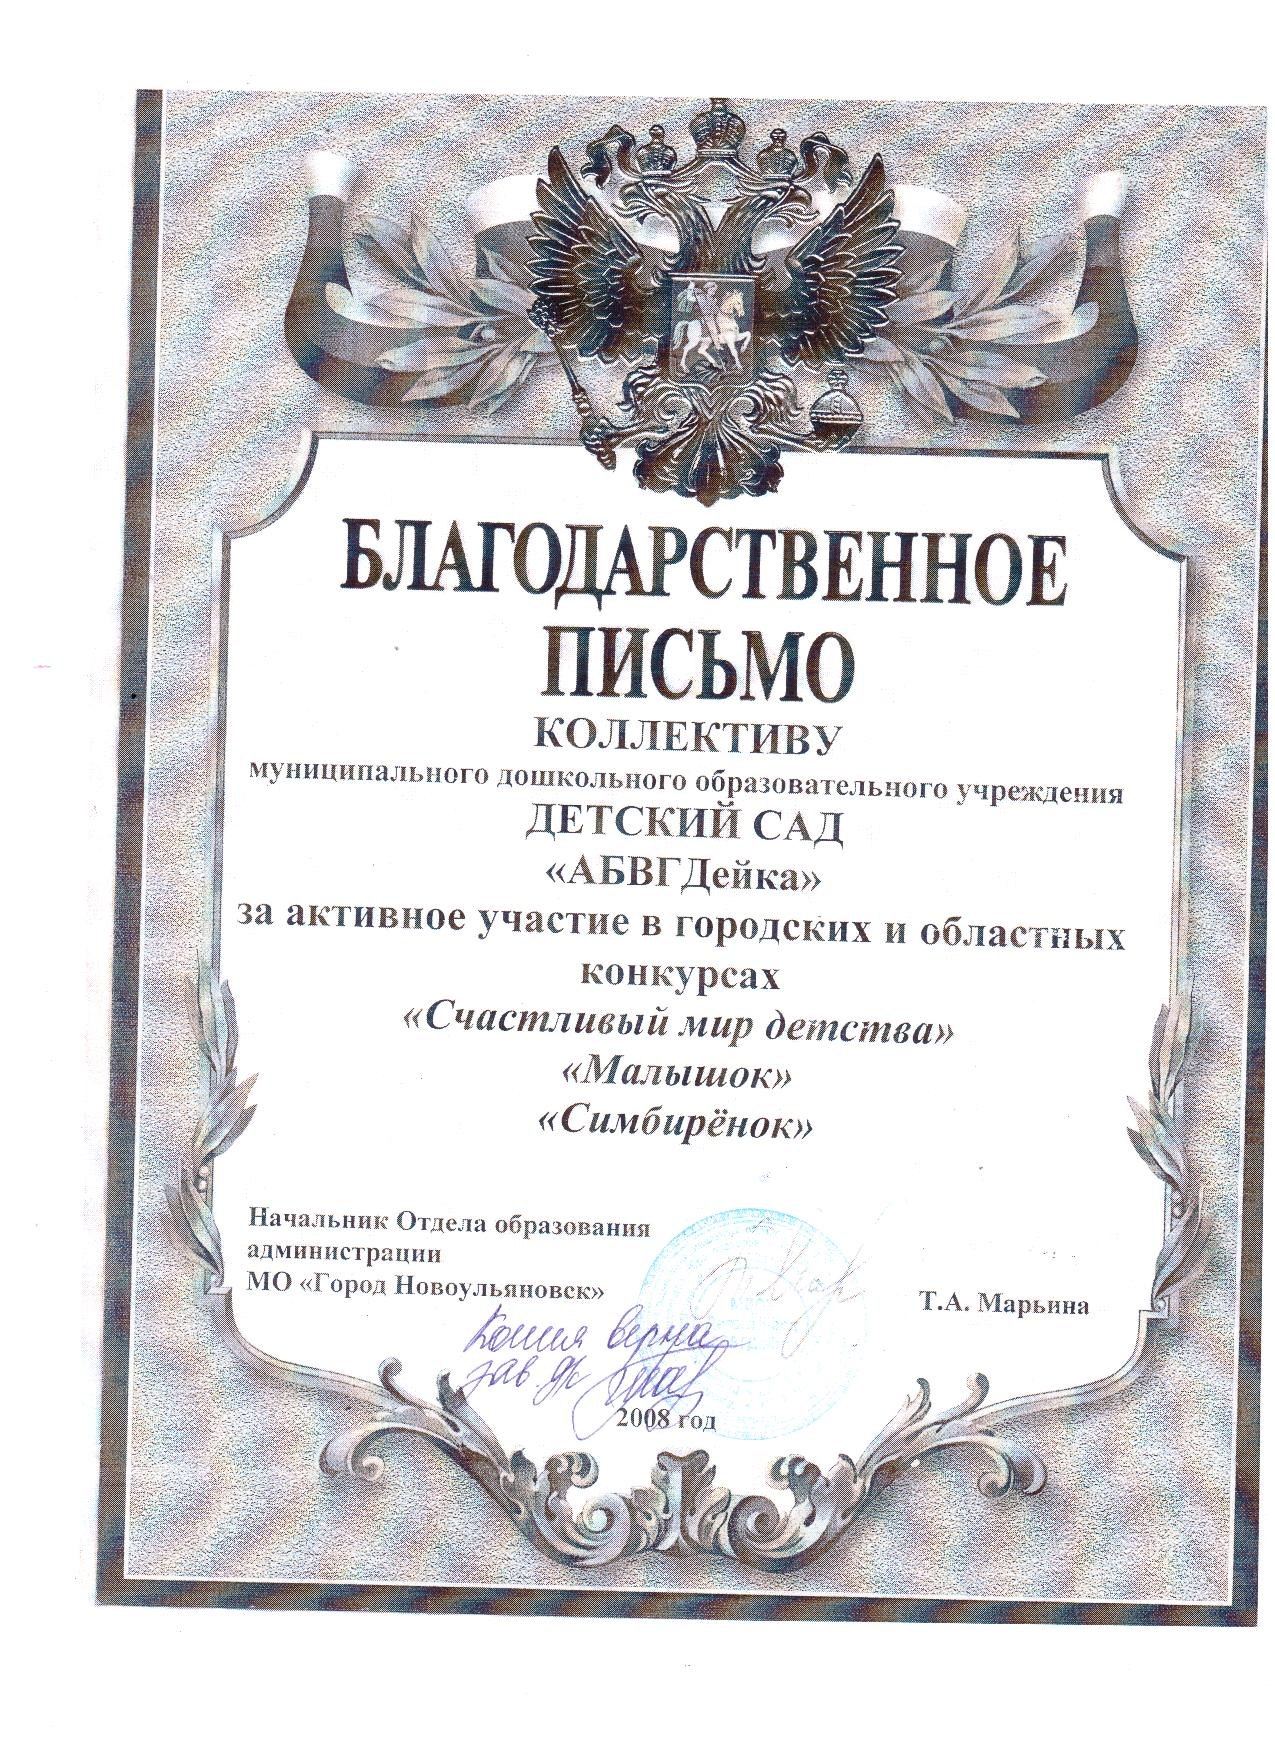 БЛАГОДАРСТВЕННОЕ
ПИСЬМО
КОЛЛЕКТИВУ
муниципального дошкольного образовательного учреждения
ДЕТСКИЙ САД
«АБВГДейка»
за активное участие в городских и областных
конкурсах
«Счастливый мир детства»
«Малышок»
«Симбирёнок»
Начальник Отдела образования
администрации
МО «Город Новоульяновск»
Т.А. Марьина
Копия верна
зав.
2008 год